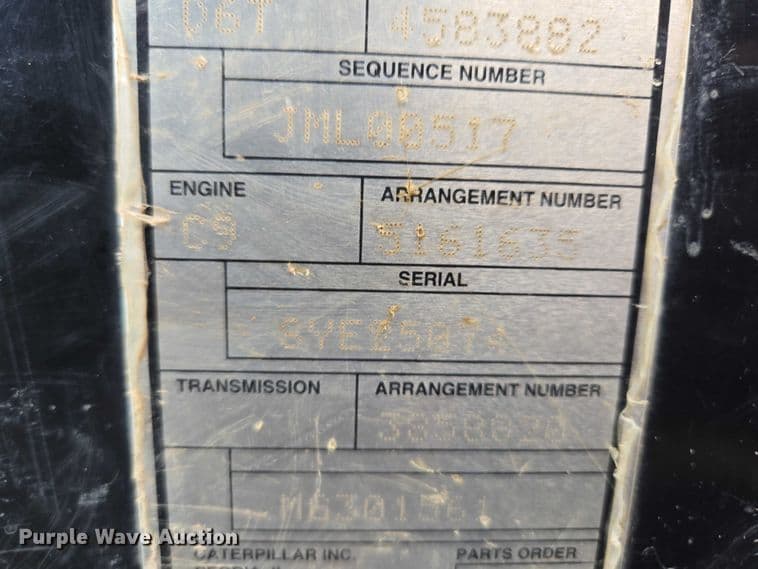 D6T 4583882
SEQUENCE NUMBER
JML00517
ENGINE ARRANGEMENT NUMBER
C9 5161635
SERIAL
TRANSMISSION ARRANGEMENT NUMBER
M6301561
Purple Wave Auction
CATERPILLAR INC. PARTS ORDER